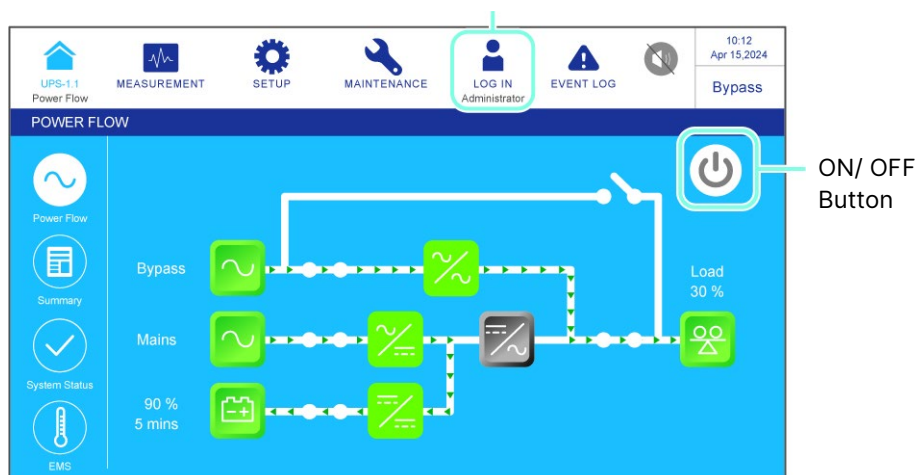 10:12
Apr 15,2024
UPS-1.1
Power Flow
MEASUREMENT
SETUP
MAINTENANCE
LOG IN
Administrator
EVENT LOG
Bypass
POWER FLOW
ON/ OFF
Button
Power Flow
Summary
System Status
EMS
Bypass
Mains
90 %
5 mins
Load
30 %